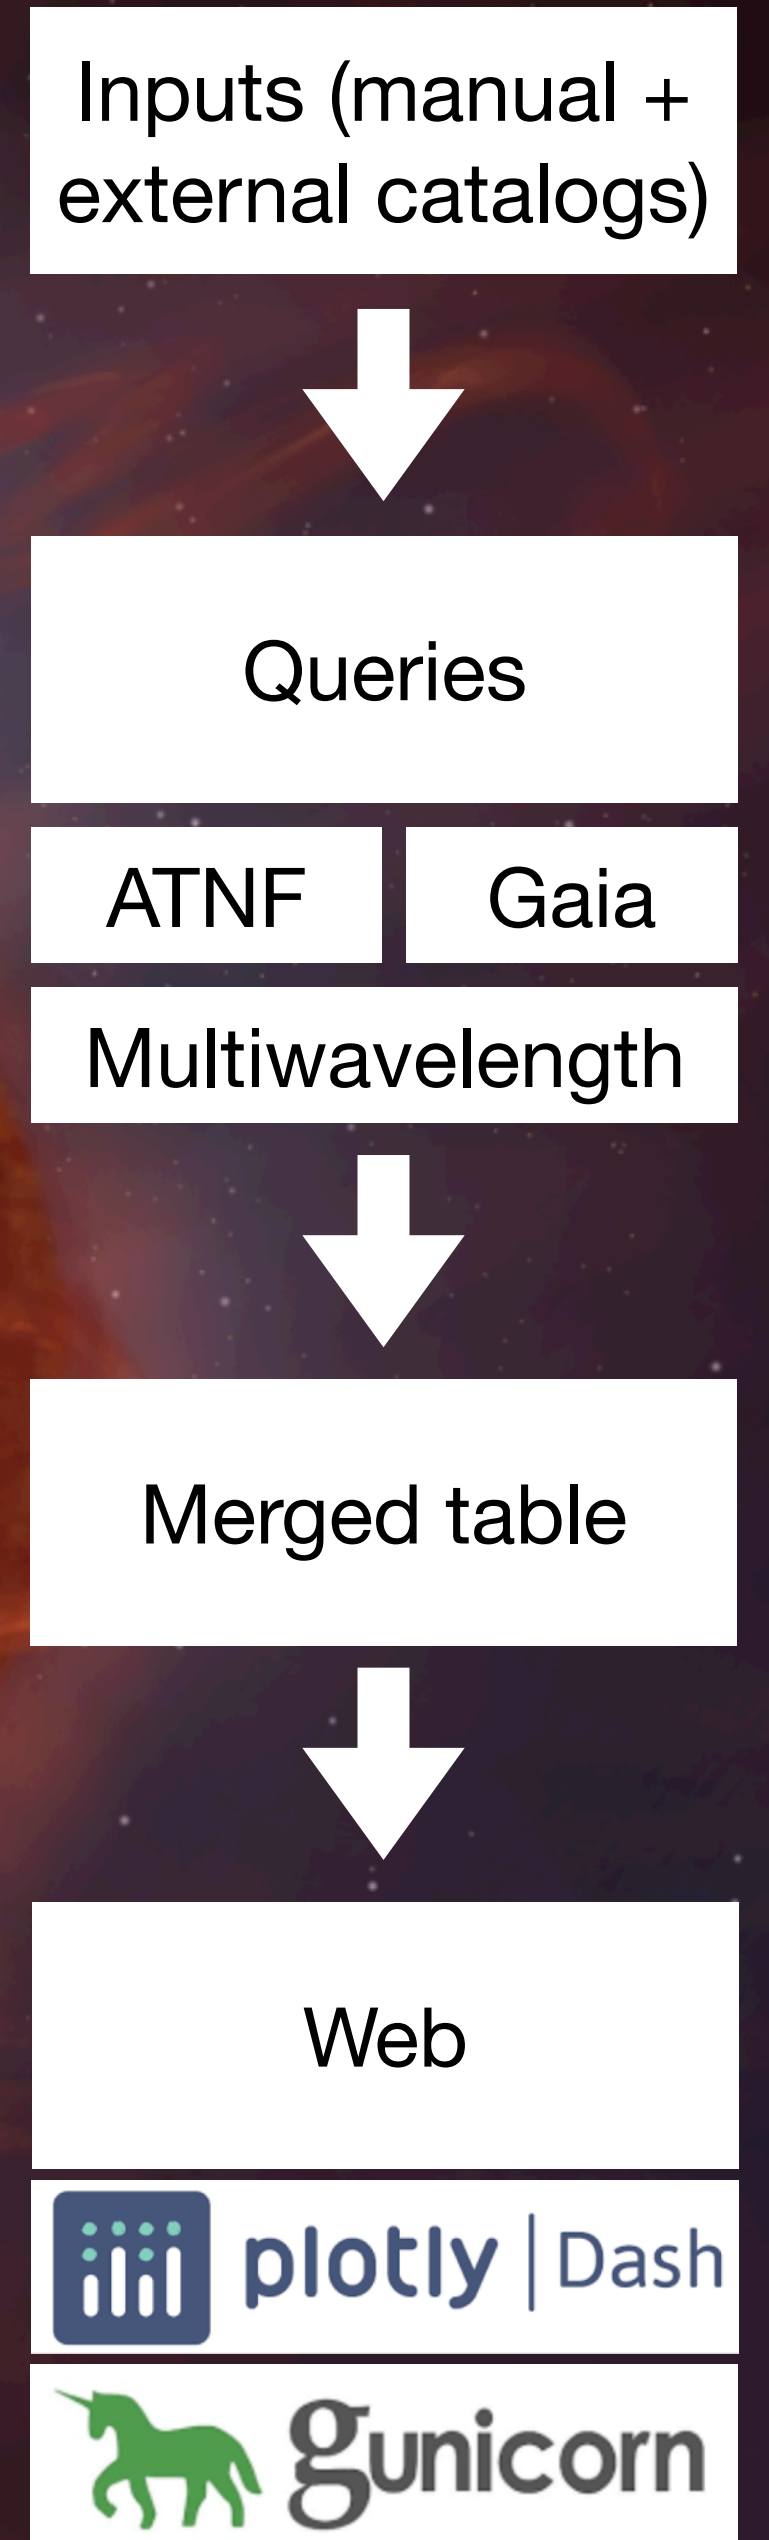 Inputs (manual +
external catalogs)
Queries
ATNF
Gaia
Multiwavelength
Merged table
Web
plotly | Dash
gunicorn